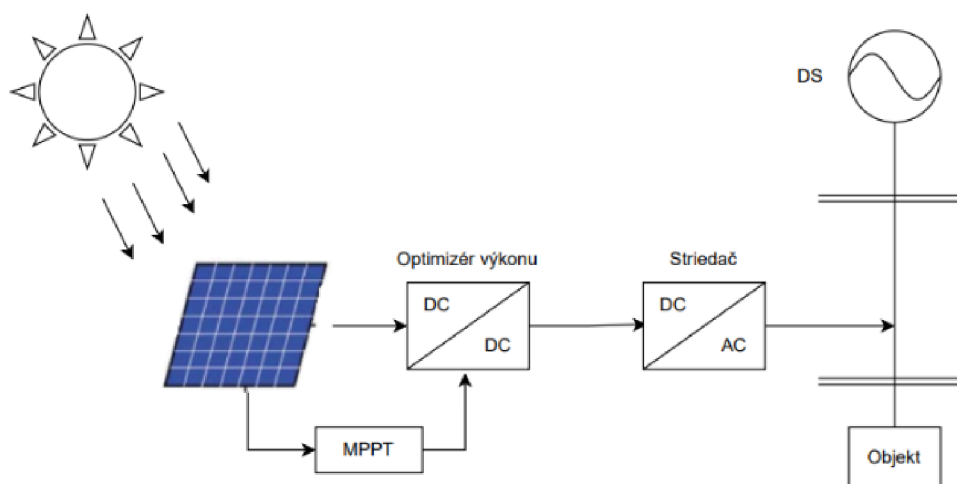 DS
Optimizér výkonu
Striedač
DC
DC
DC
AC
MPPT
Objekt